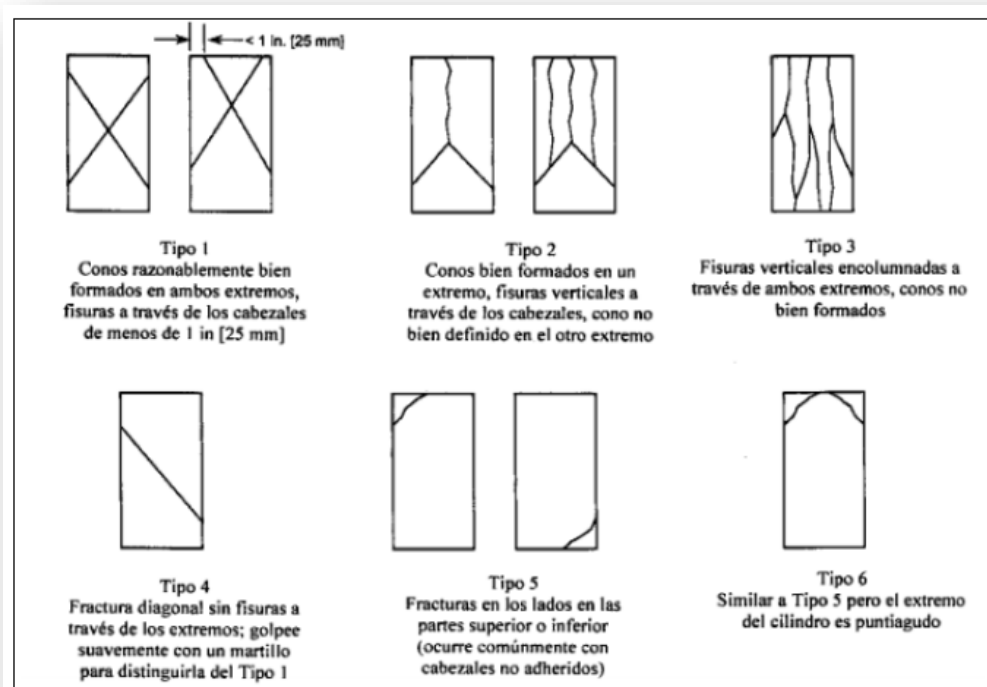 < 1 in. [25 mm]
Tipo 1
Conos razonablemente bien
formados en ambos extremos,
fisuras a través de los cabezales
de menos de 1 in [25 mm]
Tipo 2
Conos bien formados en un
extremo, fisuras verticales a
través de los cabezales, cono no
bien definido en el otro extremo
Tipo 3
Fisuras verticales encolumnadas a
través de ambos extremos, conos no
bien formados
Tipo 4
Fractura diagonal sin fisuras a
través de los extremos; golpee
suavemente con un martillo
para distinguirla del Tipo 1
Tipo 5
Fracturas en los lados en las
partes superior o inferior
(ocurre comúnmente con
cabezales no adheridos)
Tipo 6
Similar a Tipo 5 pero el extremo
del cilindro es puntiagudo